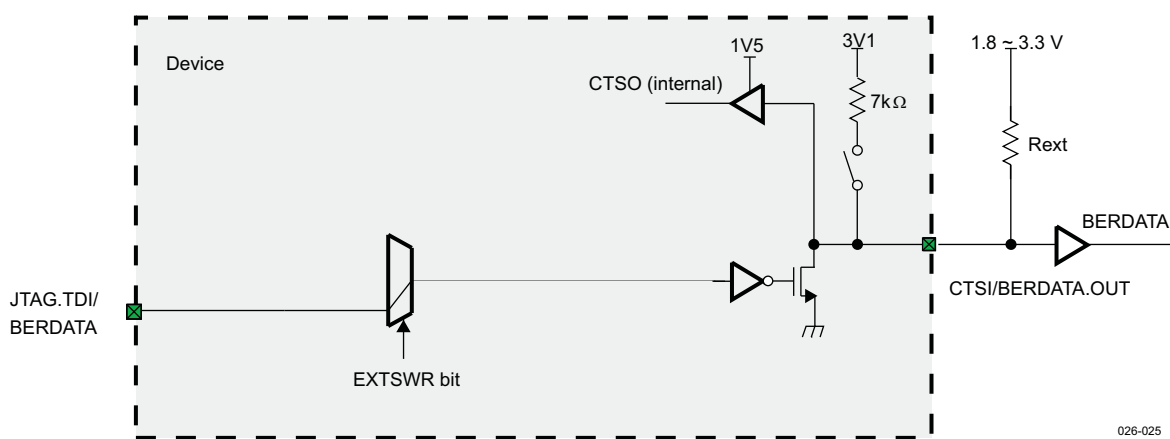 Device
1V5
3V1
1.8 ~ 3.3 V
CTSO (internal)
7kΩ
Rext
BERDATA
CTSI/BERDATA.OUT
JTAG.TDI/
BERDATA
EXTSWR bit
026-025